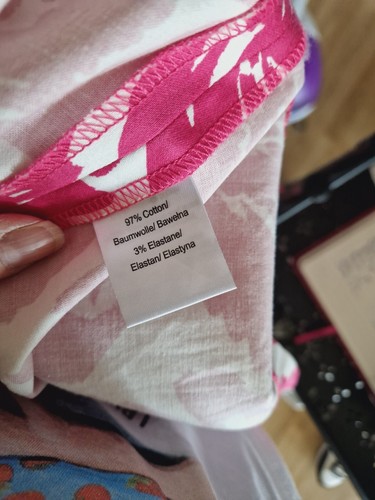 97% Cotton/
Baumwolle/ Bawełna
3% Elastane/
Elastan/ Elastyna